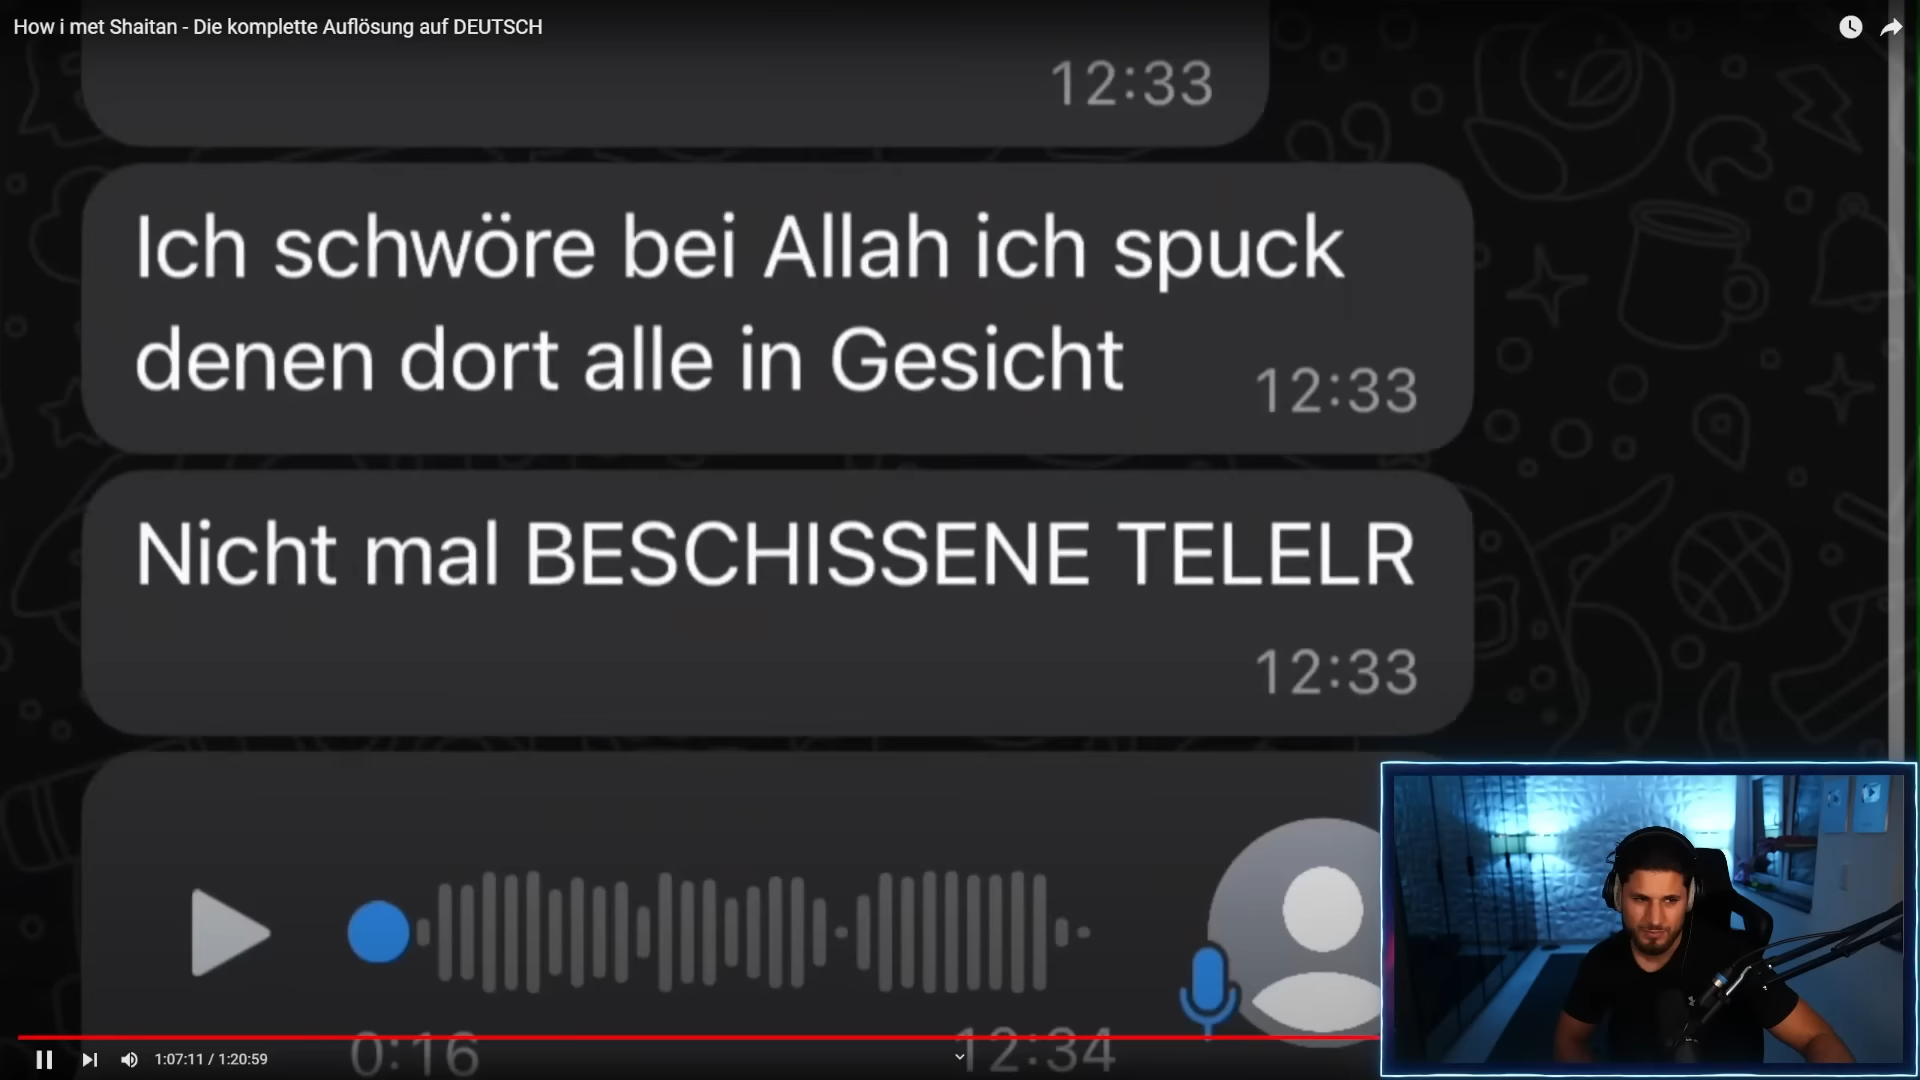 How i met Shaitan - Die komplette Auflösung auf DEUTSCH
12:33
Ich schwöre bei Allah ich spuck
denen dort alle in Gesicht
12:33
Nicht mal BESCHISSENE TELELR
12:33
0:16
12:34
1:07:11 / 1:20:59